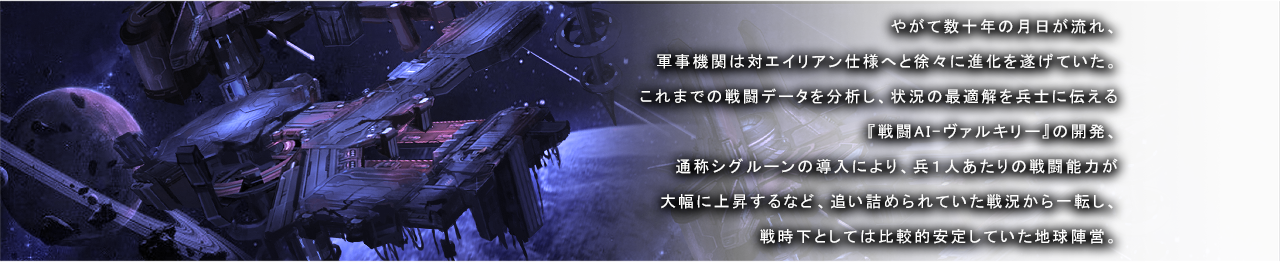 やがて数十年の月日が流れ、
軍事機関は対エイリアン仕様へと徐々に進化を遂げていた。
これまでの戦闘データを分析し、状況の最適解を兵士に伝える
『戦闘AI-ヴァルキリー』の開発、
通称シグルーンの導入により、兵1人あたりの戦闘能力が
大幅に上昇するなど、追い詰められていた戦況から一転し、
戦時下としては比較的安定していた地球陣営。